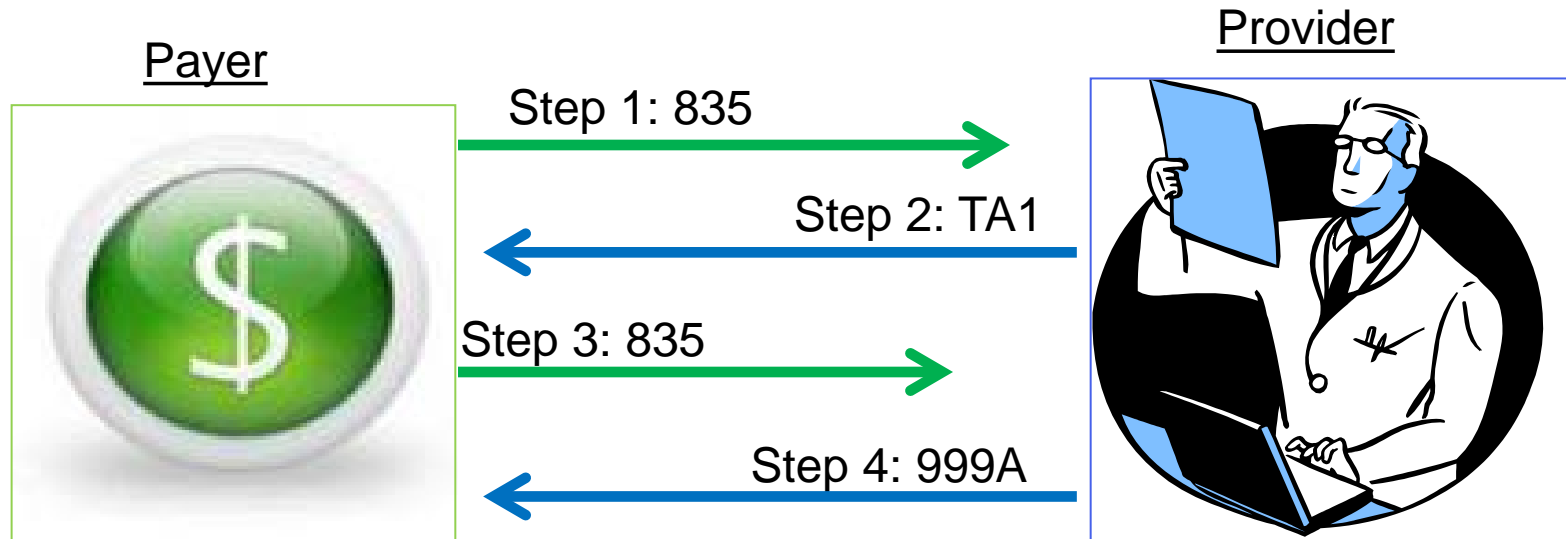 Payer
Provider
Step 1: 835
Step 2: TA1
Step 3: 835
Step 4: 999A
$